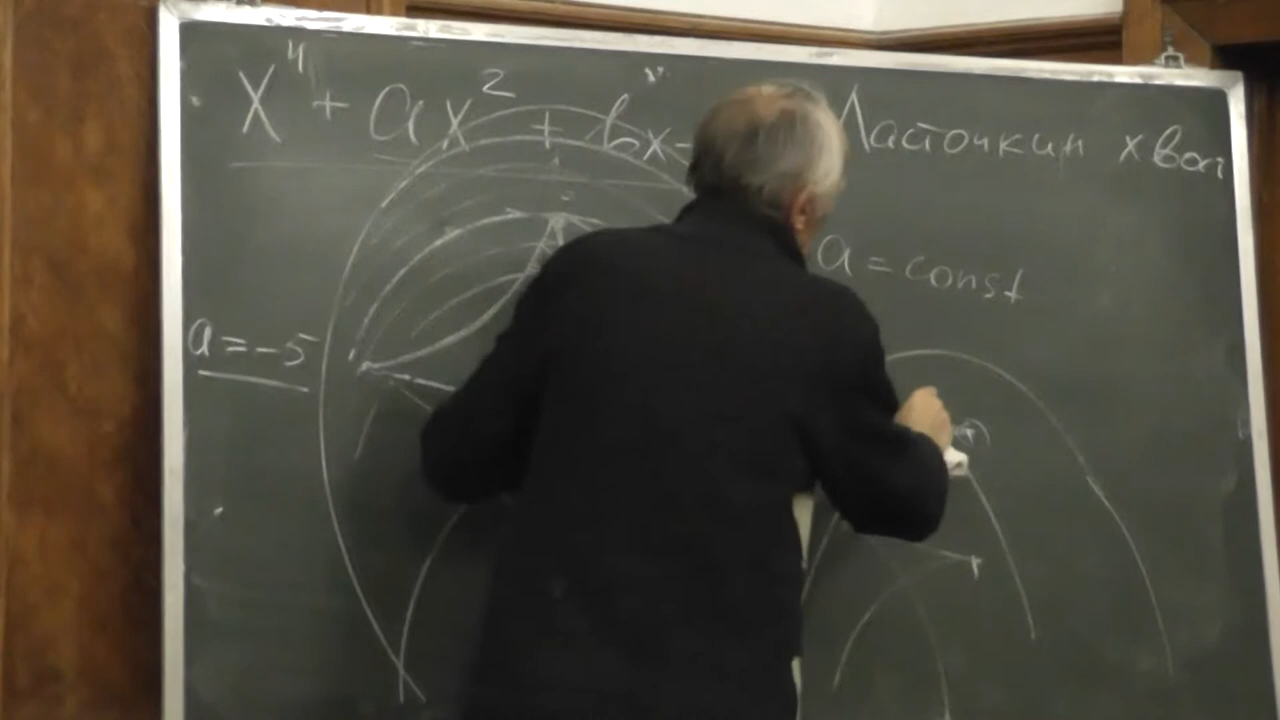 x⁴ + ax² + bx
Ласточкин хвост
a = const
a = -5